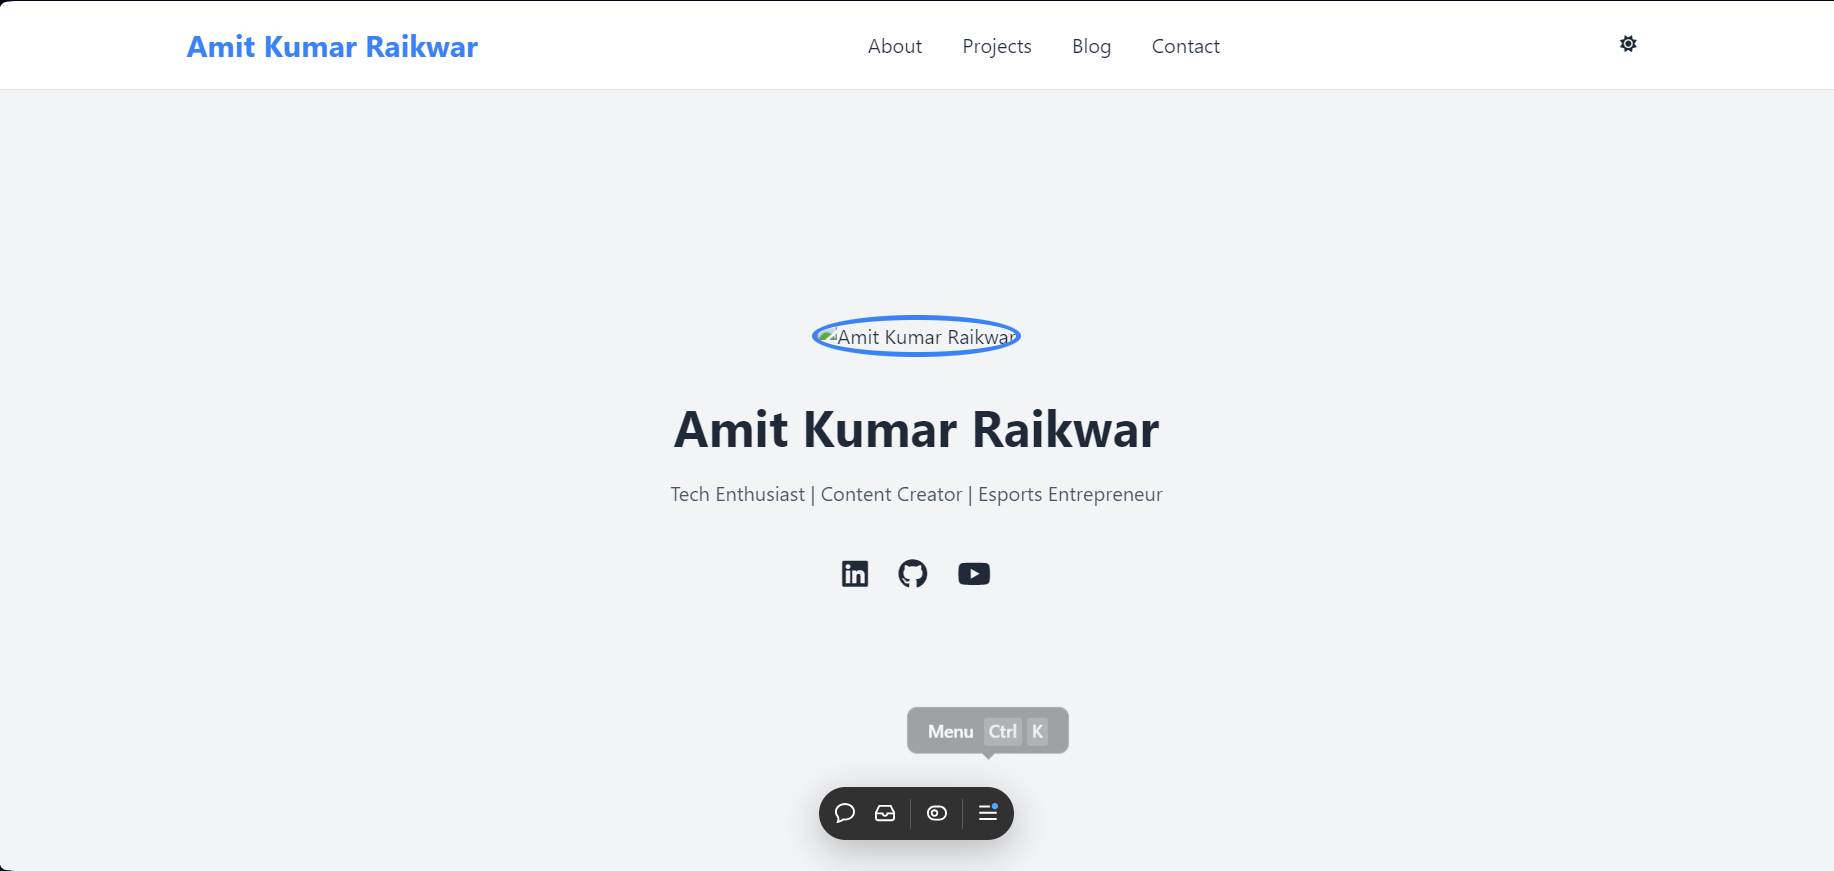 Amit Kumar Raikwar
About
Projects
Blog
Contact
Amit Kumar Raikwar
Amit Kumar Raikwar
Tech Enthusiast | Content Creator | Esports Entrepreneur
in
Menu Ctrl K